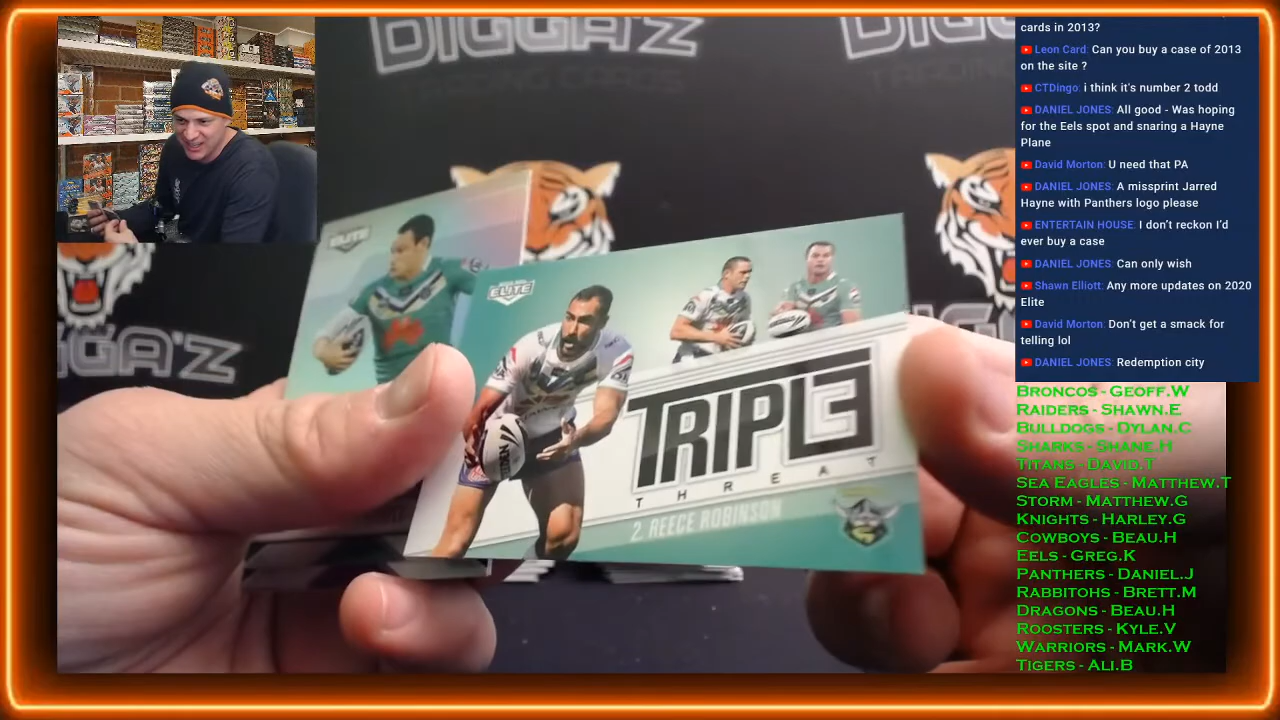 DIGGA'Z
TRADING CARDS
DIGGA'Z
DIGGA'Z
ELITE
ELITE
TRIPL3
THREAT
2. REECE ROBINSON
cards in 2013?
Leon Card: Can you buy a case of 2013
on the site ?
CTDingo: i think it's number 2 todd
DANIEL JONES: All good - Was hoping
for the Eels spot and snaring a Hayne
Plane
David Morton: U need that PA
DANIEL JONES: A missprint Jarred
Hayne with Panthers logo please
ENTERTAIN HOUSE: I don't reckon I'd
ever buy a case
DANIEL JONES: Can only wish
Shawn Elliott: Any more updates on 2020
Elite
David Morton: Don't get a smack for
telling lol
DANIEL JONES: Redemption city
BRONCOS - GEOFF.W
RAIDERS - SHAWN.E
BULLDOGS - DYLAN.C
SHARKS - SHANE.H
TITANS - DAVID.T
SEA EAGLES - MATTHEW.T
STORM - MATTHEW.G
KNIGHTS - HARLEY.G
COWBOYS - BEAU.H
EELS - GREG.K
PANTHERS - DANIEL.J
RABBITOHS - BRETT.M
DRAGONS - BEAU.H
ROOSTERS - KYLE.V
WARRIORS - MARK.W
TIGERS - ALI.B